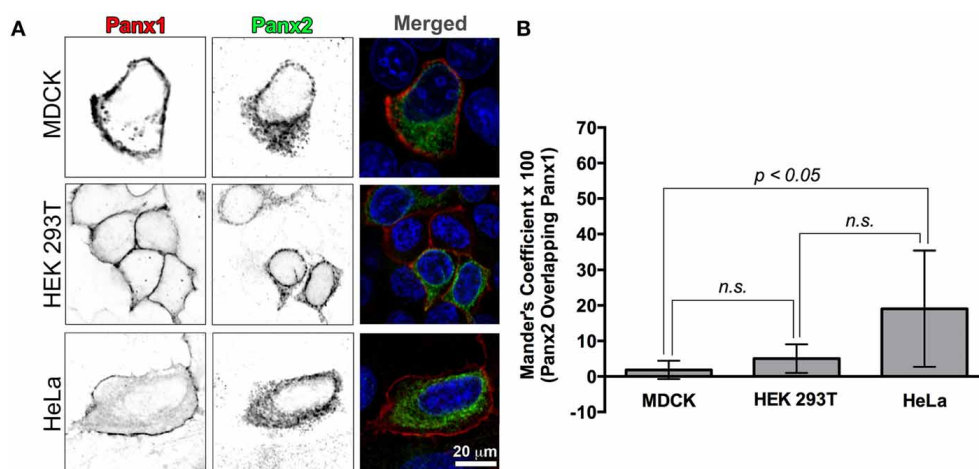 A
Panx1 Panx2 Merged
MDCK
HEK 293T
HeLa
20 µm
B
Mander's Coefficient x 100
(Panx2 Overlapping Panx1)
70
60
50
40
30
20
10
0
-10
p < 0.05
n.s.
n.s.
MDCK HEK 293T HeLa